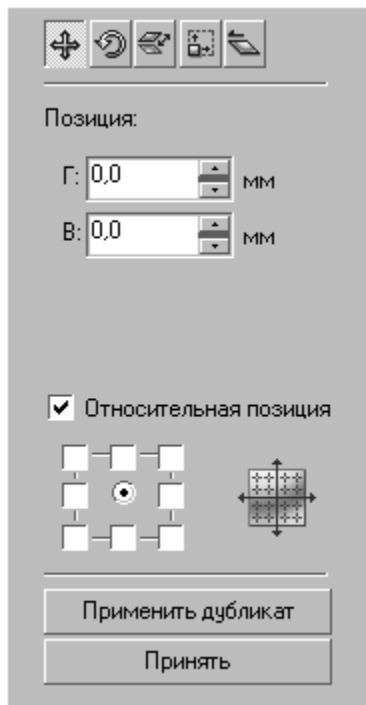 Позиция:
Г: 0,0 мм
В: 0,0 мм
Относительная позиция
Применить дубликат
Принять